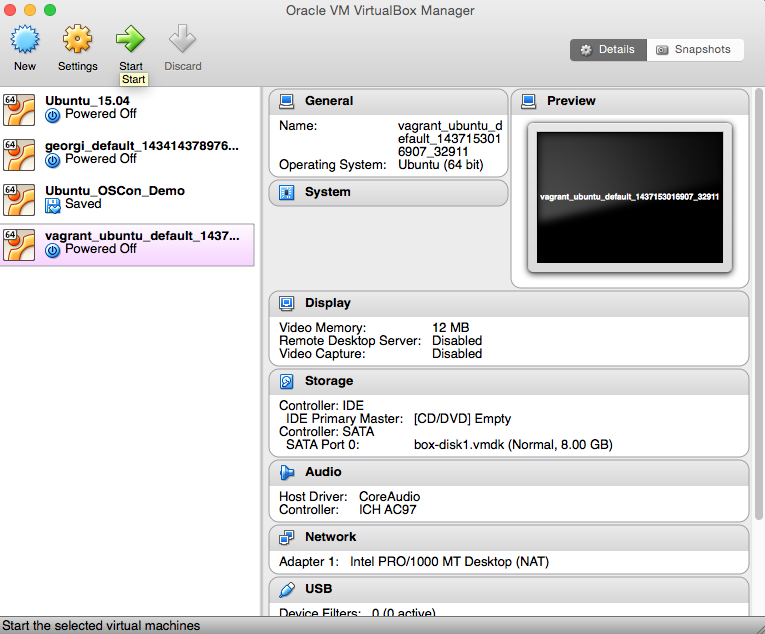 Oracle VM VirtualBox Manager
New
Settings
Start
Discard
Details
Snapshots
Start
64
Ubuntu_15.04
Powered Off
64
georgi_default_143414378976...
Powered Off
64
Ubuntu_OSCon_Demo
Saved
64
vagrant_ubuntu_default_1437...
Powered Off
General
Name: vagrant_ubuntu_d
efault_143715301
6907_32911
Operating System: Ubuntu (64 bit)
System
Preview
vagrant_ubuntu_default_1437153016907_32911
Display
Video Memory: 12 MB
Remote Desktop Server: Disabled
Video Capture: Disabled
Storage
Controller: IDE
IDE Primary Master: [CD/DVD] Empty
Controller: SATA
SATA Port 0: box-disk1.vmdk (Normal, 8.00 GB)
Audio
Host Driver: CoreAudio
Controller: ICH AC97
Network
Adapter 1: Intel PRO/1000 MT Desktop (NAT)
USB
Device Filters: 0 (0 active)
Start the selected virtual machines